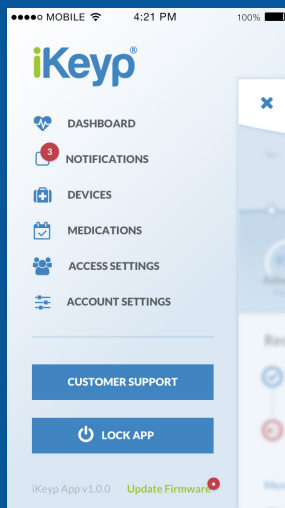 MOBILE 4:21 PM 100%
iKeyp®
DASHBOARD
3
NOTIFICATIONS
DEVICES
MEDICATIONS
ACCESS SETTINGS
ACCOUNT SETTINGS
CUSTOMER SUPPORT
LOCK APP
iKeyp App v1.0.0 Update Firmware